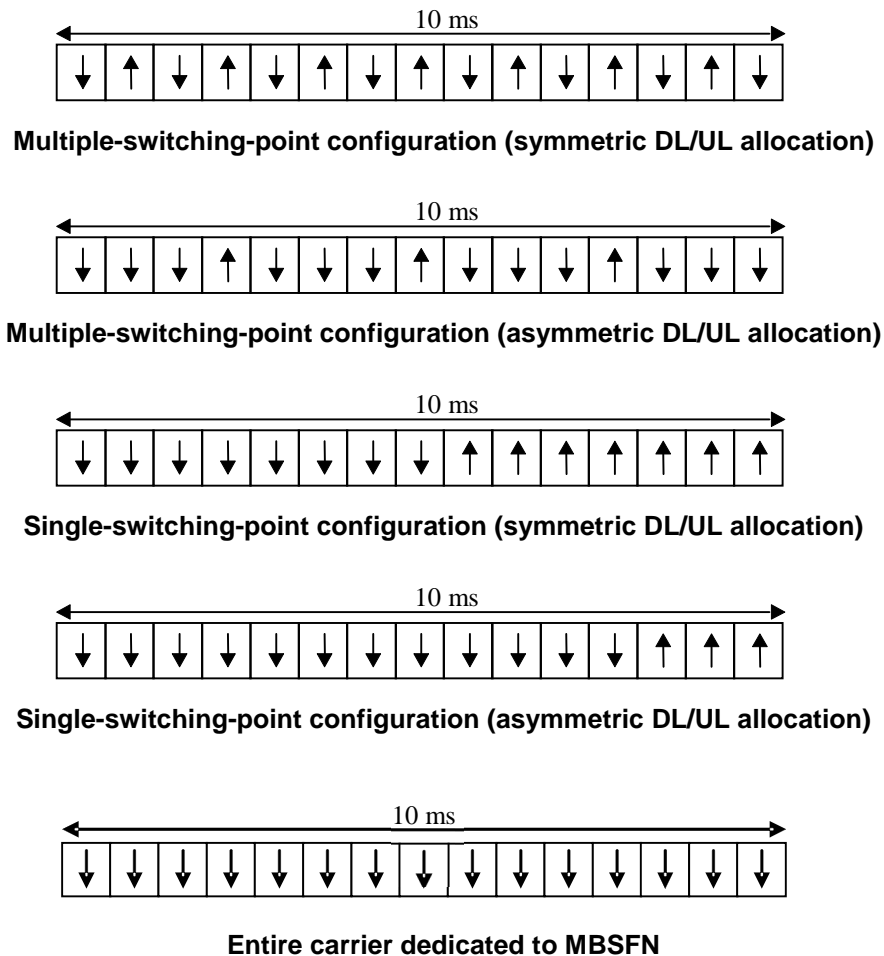 10 ms
Multiple-switching-point configuration (symmetric DL/UL allocation)
10 ms
Multiple-switching-point configuration (asymmetric DL/UL allocation)
10 ms
Single-switching-point configuration (symmetric DL/UL allocation)
10 ms
Single-switching-point configuration (asymmetric DL/UL allocation)
10 ms
Entire carrier dedicated to MBSFN